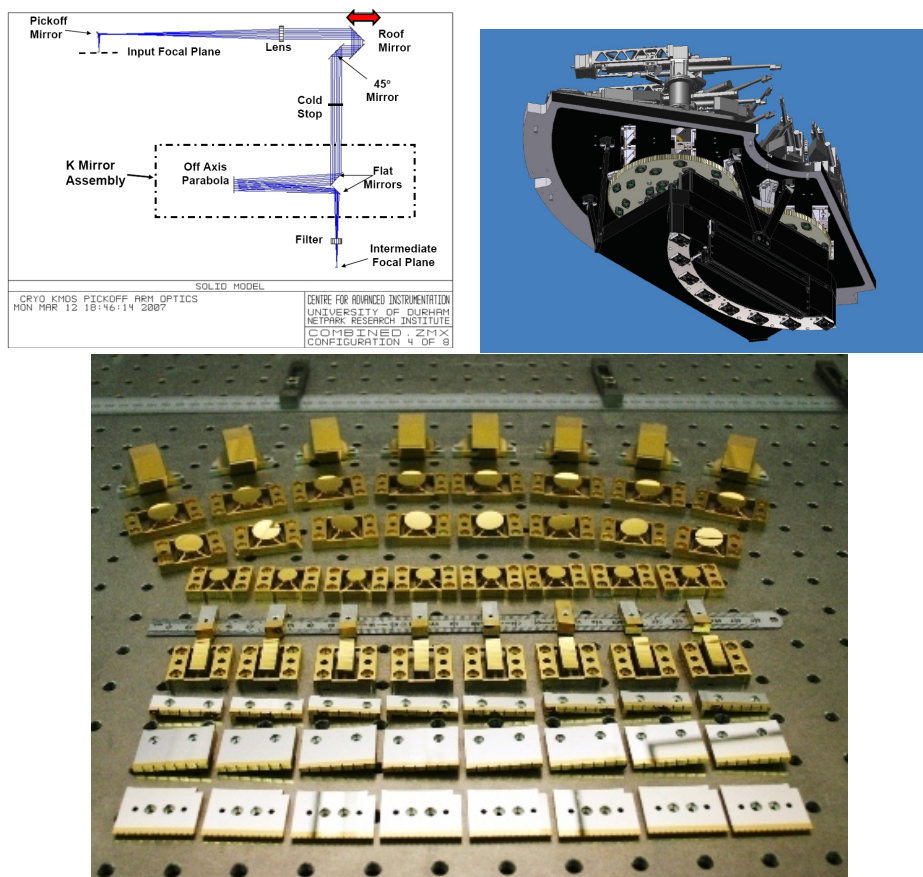 Pickoff
Mirror
Input Focal Plane
Lens
Roof
Mirror
45º
Mirror
Cold
Stop
K Mirror
Assembly
Off Axis
Parabola
Flat
Mirrors
Filter
Intermediate
Focal Plane
SOLID MODEL
CRYO KMOS PICKOFF ARM OPTICS
MON MAR 12 18:46:14 2007
CENTRE FOR ADVANCED INSTRUMENTATION
UNIVERSITY OF DURHAM
NETPARK RESEARCH INSTITUTE
COMBINED.ZMX
CONFIGURATION 4 OF 8